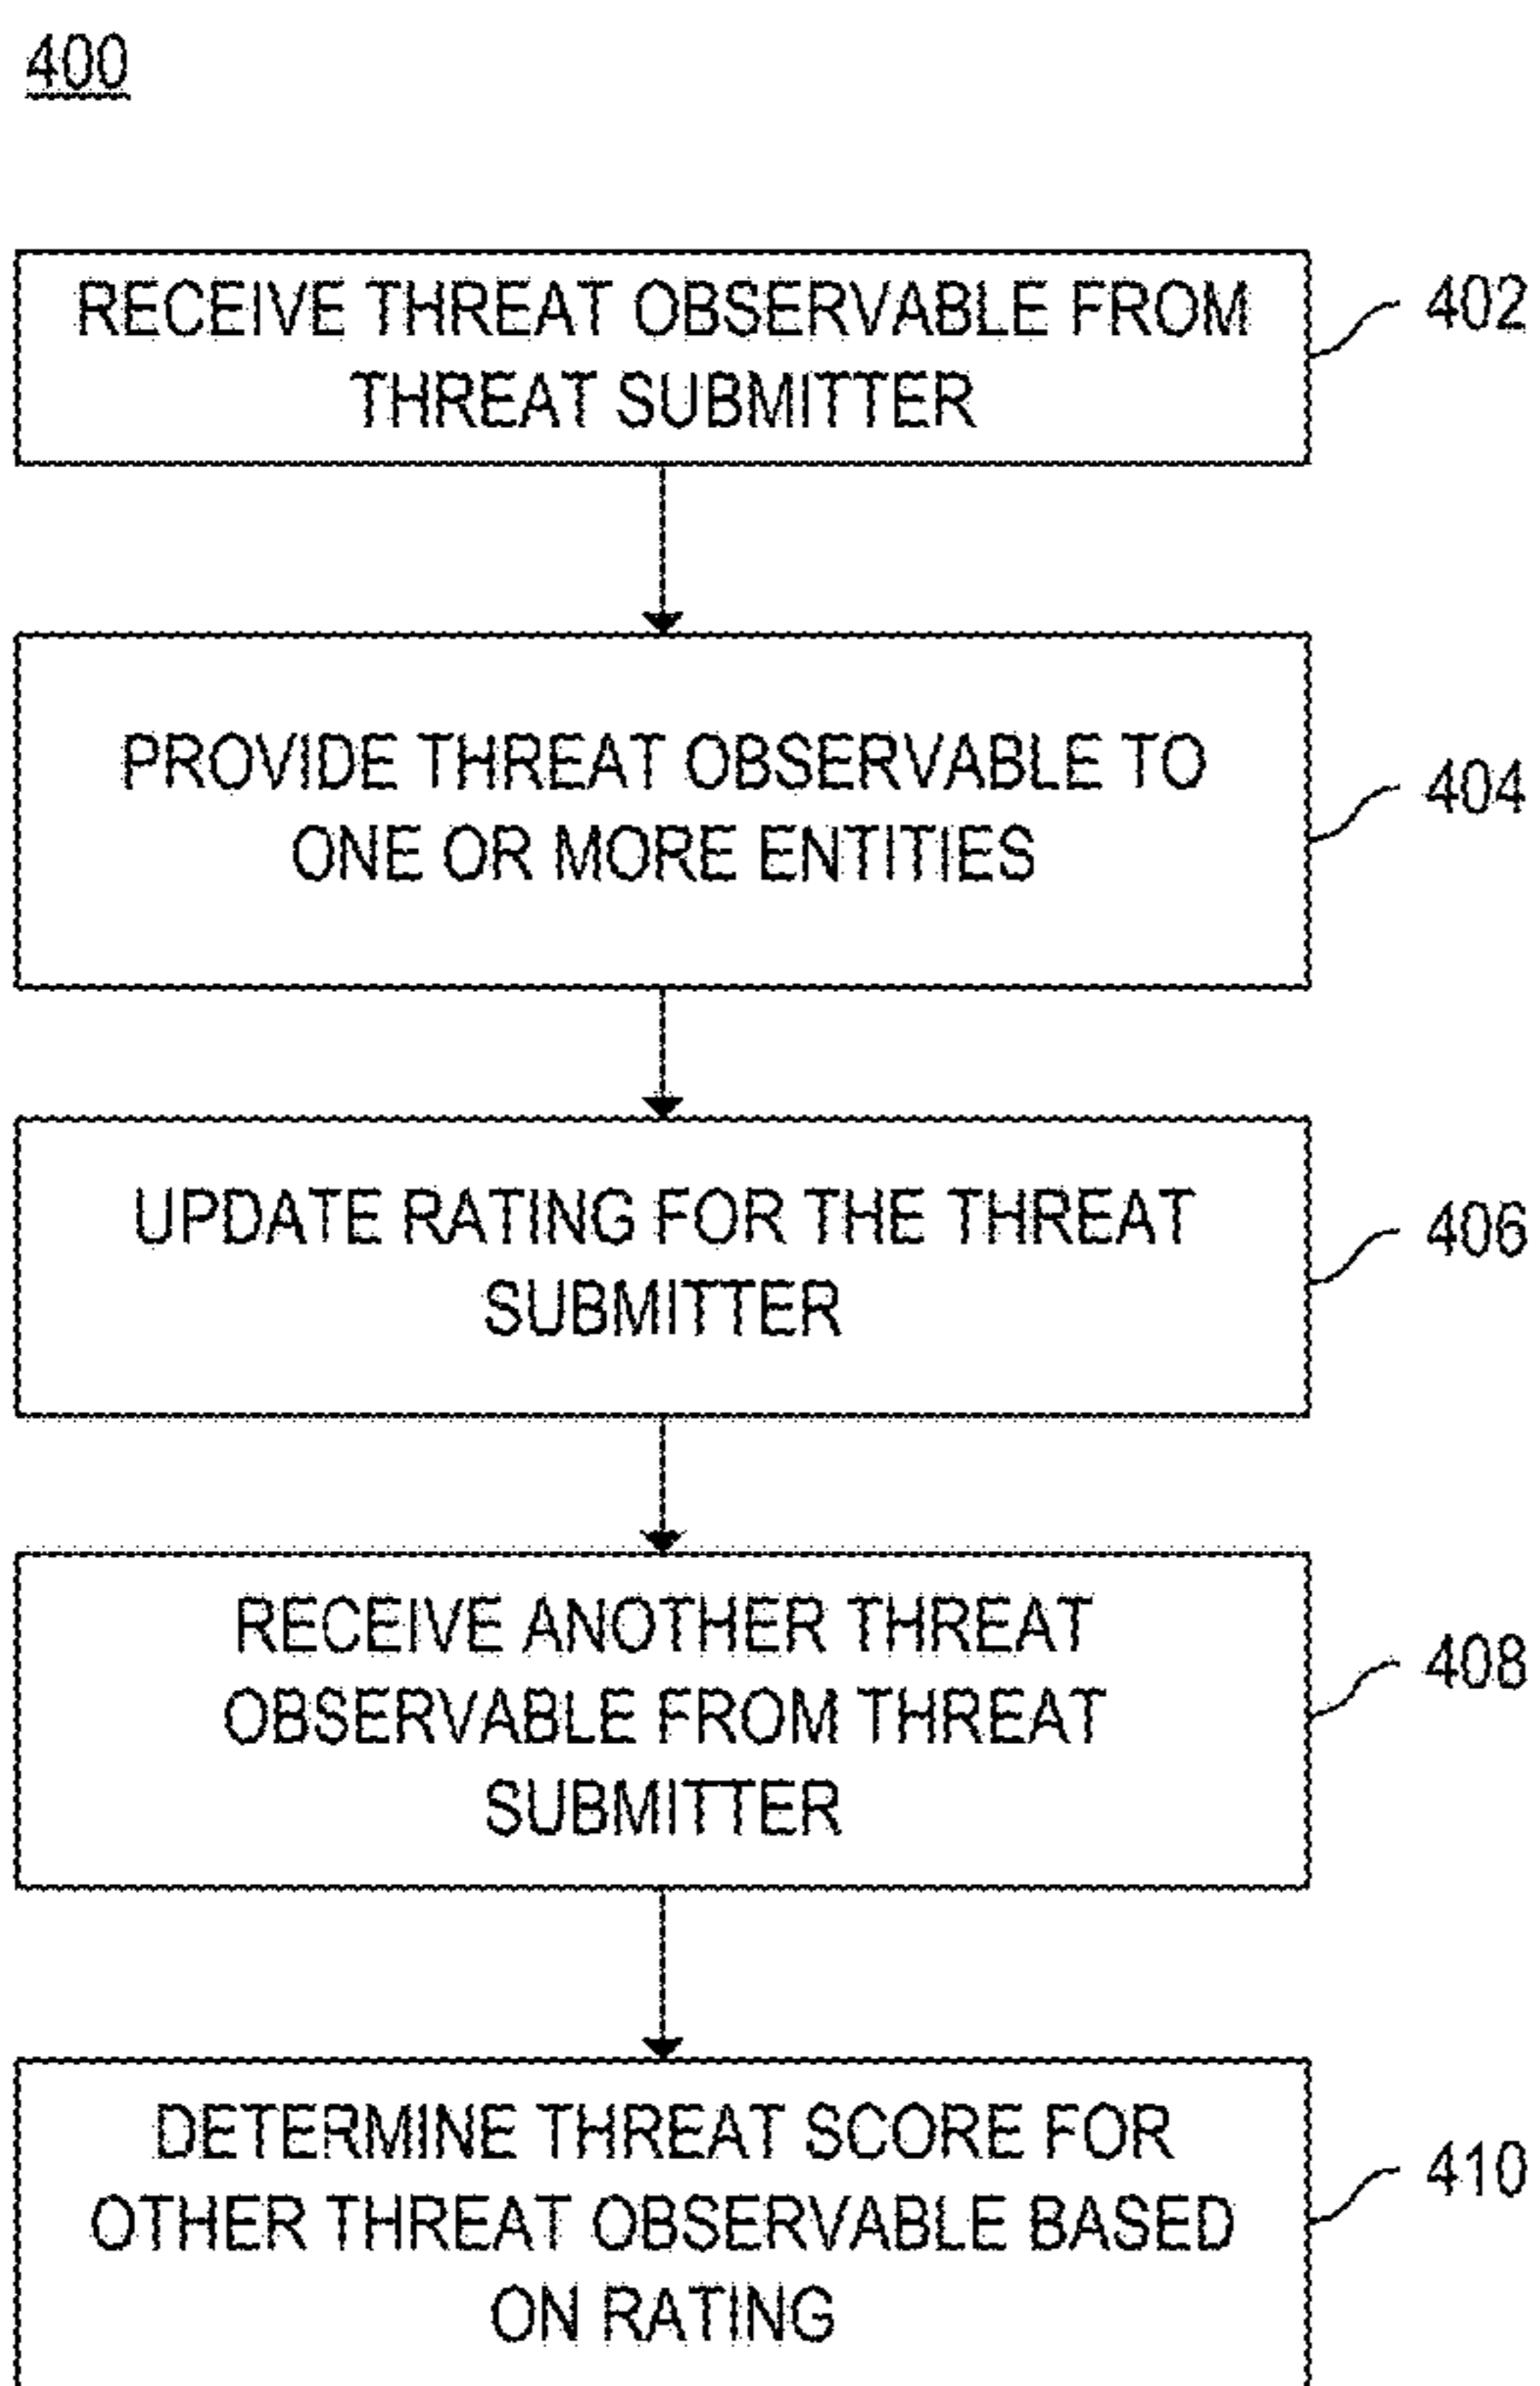 400
RECEIVE THREAT OBSERVABLE FROM
THREAT SUBMITTER
402
PROVIDE THREAT OBSERVABLE TO
ONE OR MORE ENTITIES
404
UPDATE RATING FOR THE THREAT
SUBMITTER
406
RECEIVE ANOTHER THREAT
OBSERVABLE FROM THREAT
SUBMITTER
408
DETERMINE THREAT SCORE FOR
OTHER THREAT OBSERVABLE BASED
ON RATING
410